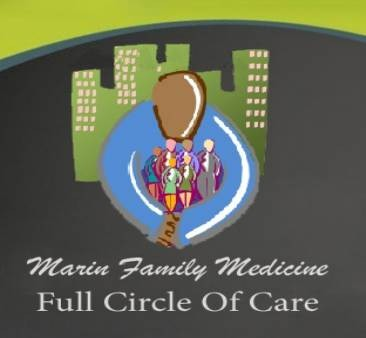 Marin Family Medicine
Full Circle Of Care